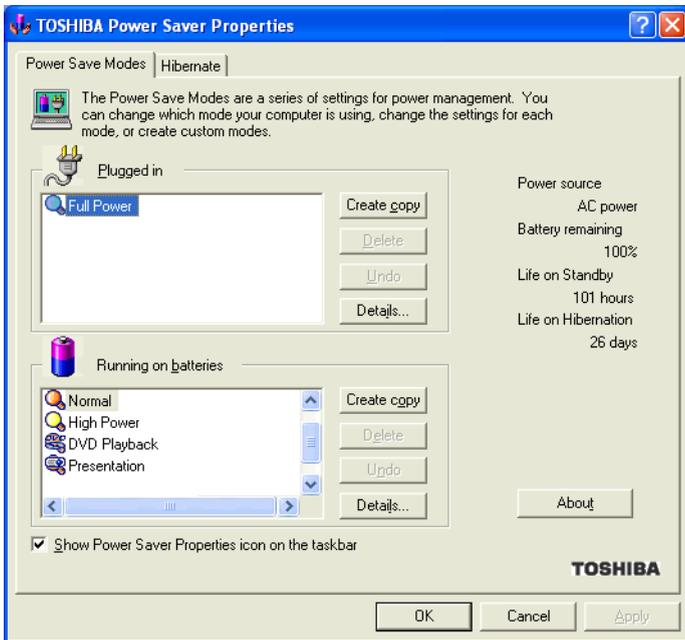 TOSHIBA Power Saver Properties
Power Save Modes
Hibernate
The Power Save Modes are a series of settings for power management. You
can change which mode your computer is using, change the settings for each
mode, or create custom modes.
Plugged in
Full Power
Create copy
Delete
Undo
Details...
Power source
AC power
Battery remaining
100%
Life on Standby
101 hours
Life on Hibernation
26 days
Running on batteries
Normal
High Power
DVD Playback
Presentation
Create copy
Delete
Undo
Details...
About
Show Power Saver Properties icon on the taskbar
TOSHIBA
OK
Cancel
Apply